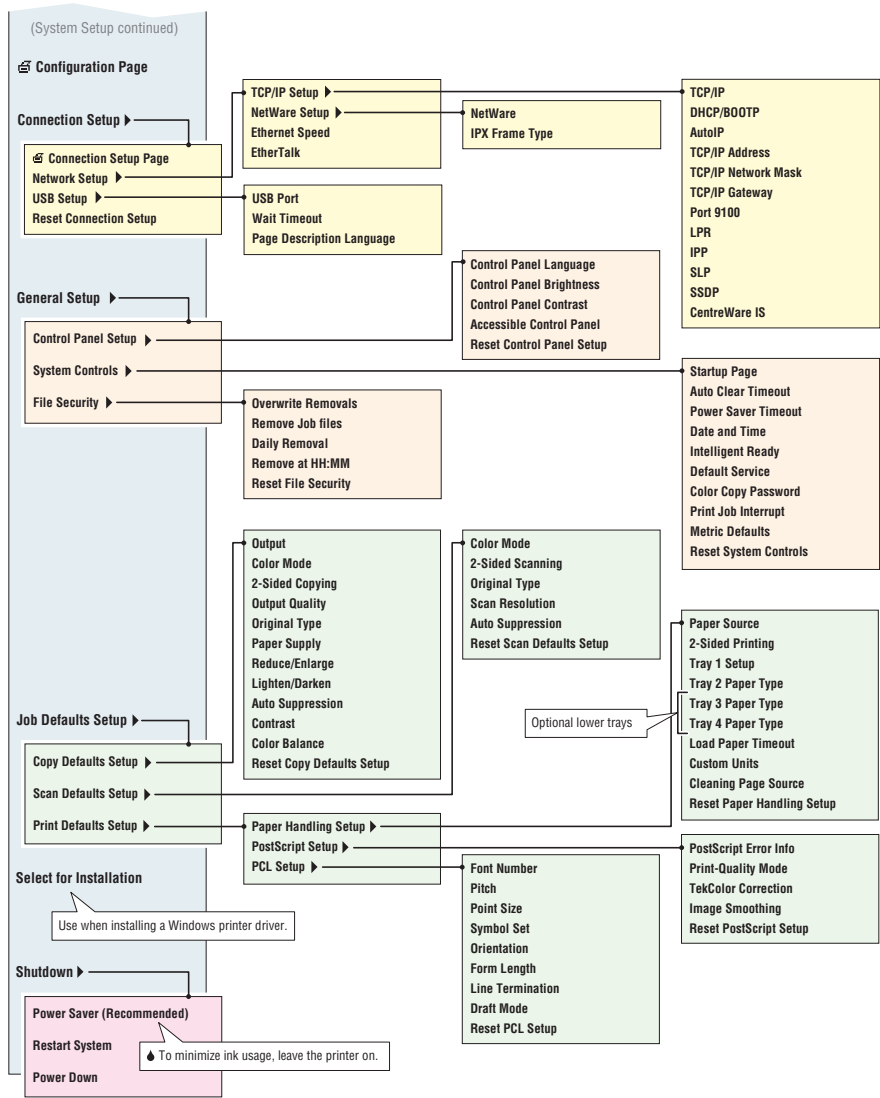 (System Setup continued)
Configuration Page
Connection Setup
Connection Setup Page
Network Setup
USB Setup
Reset Connection Setup
TCP/IP Setup
NetWare Setup
Ethernet Speed
EtherTalk
NetWare
IPX Frame Type
TCP/IP
DHCP/BOOTP
AutoIP
TCP/IP Address
TCP/IP Network Mask
TCP/IP Gateway
Port 9100
LPR
IPP
SLP
SSDP
CentreWare IS
USB Port
Wait Timeout
Page Description Language
General Setup
Control Panel Setup
System Controls
File Security
Control Panel Language
Control Panel Brightness
Control Panel Contrast
Accessible Control Panel
Reset Control Panel Setup
Startup Page
Auto Clear Timeout
Power Saver Timeout
Date and Time
Intelligent Ready
Default Service
Color Copy Password
Print Job Interrupt
Metric Defaults
Reset System Controls
Overwrite Removals
Remove Job files
Daily Removal
Remove at HH:MM
Reset File Security
Job Defaults Setup
Copy Defaults Setup
Scan Defaults Setup
Print Defaults Setup
Output
Color Mode
2-Sided Copying
Output Quality
Original Type
Paper Supply
Reduce/Enlarge
Lighten/Darken
Auto Suppression
Contrast
Color Balance
Reset Copy Defaults Setup
Color Mode
2-Sided Scanning
Original Type
Scan Resolution
Auto Suppression
Reset Scan Defaults Setup
Paper Handling Setup
PostScript Setup
PCL Setup
Paper Source
2-Sided Printing
Tray 1 Setup
Tray 2 Paper Type
Tray 3 Paper Type
Tray 4 Paper Type
Load Paper Timeout
Custom Units
Cleaning Page Source
Reset Paper Handling Setup
Optional lower trays
PostScript Error Info
Print-Quality Mode
TekColor Correction
Image Smoothing
Reset PostScript Setup
Font Number
Pitch
Point Size
Symbol Set
Orientation
Form Length
Line Termination
Draft Mode
Reset PCL Setup
Select for Installation
Use when installing a Windows printer driver.
Shutdown
Power Saver (Recommended)
Restart System
Power Down
To minimize ink usage, leave the printer on.